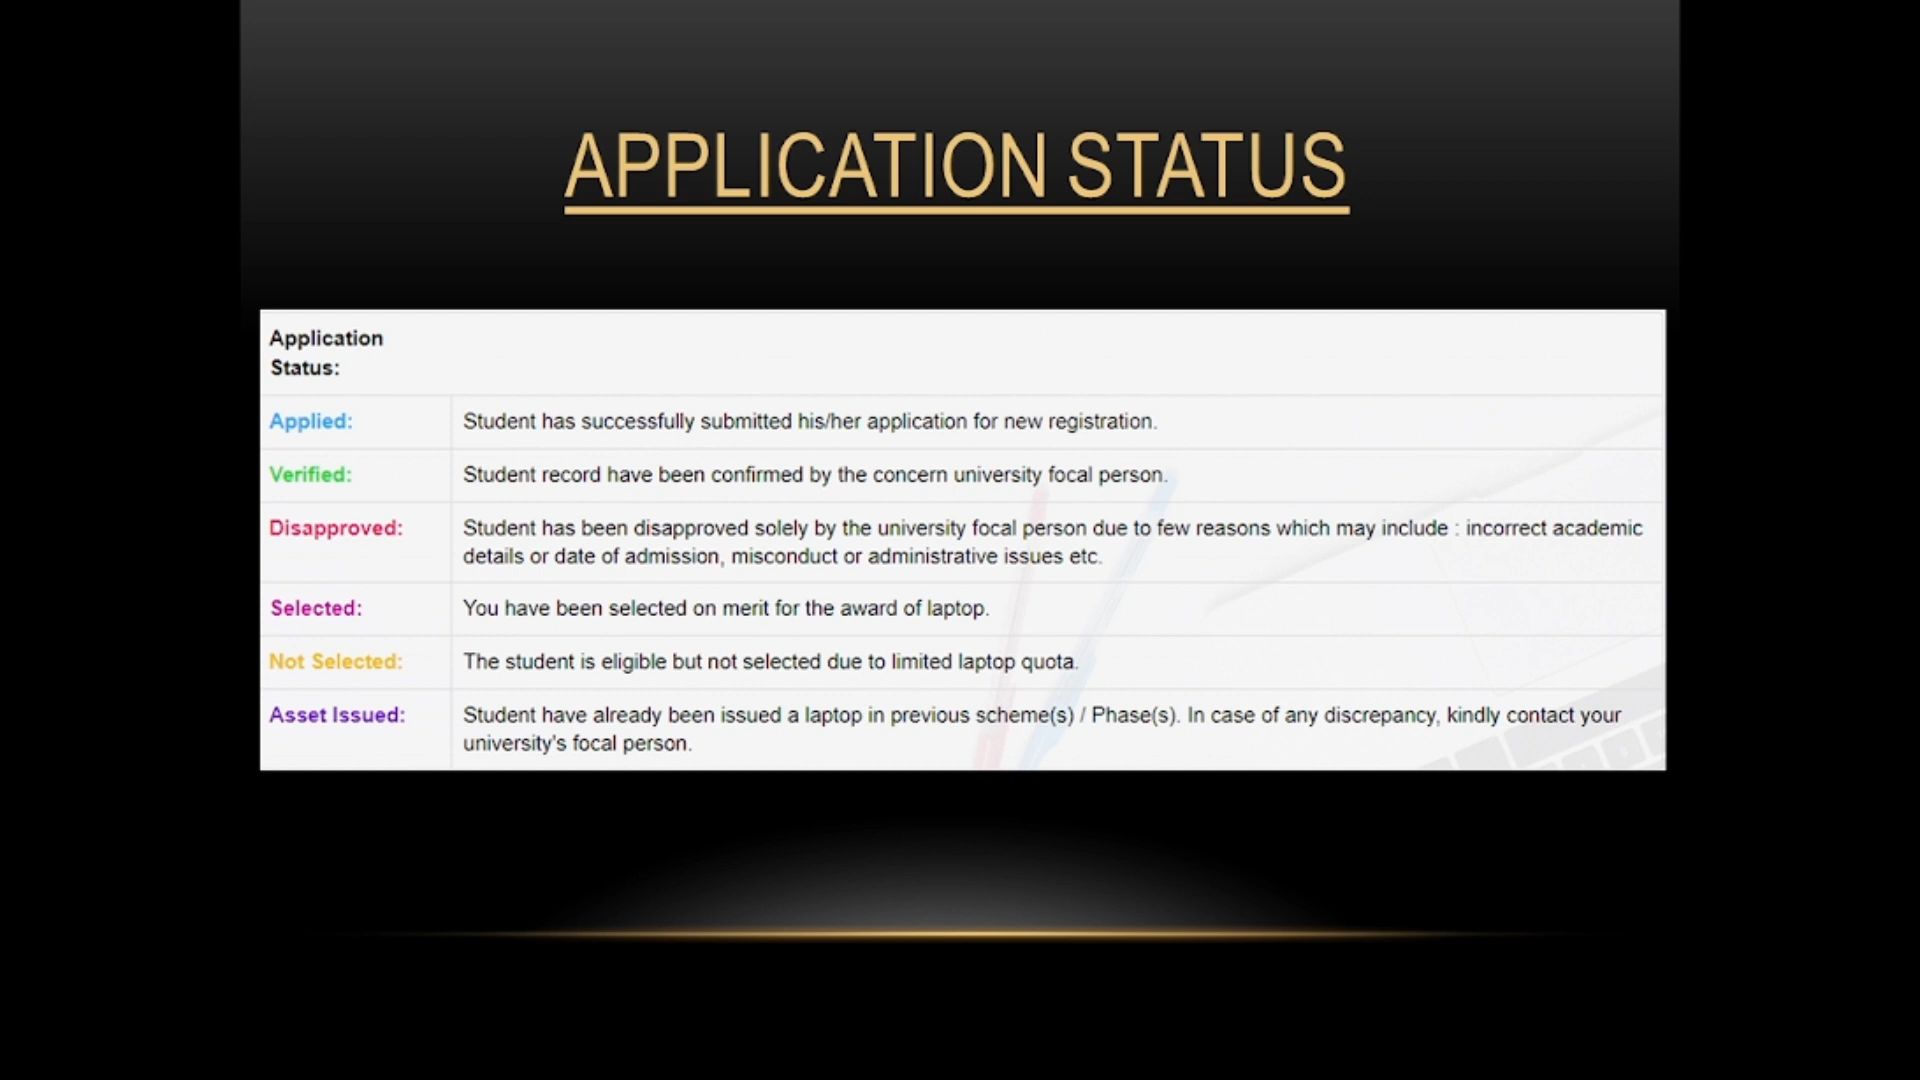 APPLICATION STATUS
Application
Status:
Applied: Student has successfully submitted his/her application for new registration.
Verified: Student record have been confirmed by the concern university focal person.
Disapproved: Student has been disapproved solely by the university focal person due to few reasons which may include : incorrect academic
details or date of admission, misconduct or administrative issues etc.
Selected: You have been selected on merit for the award of laptop.
Not Selected: The student is eligible but not selected due to limited laptop quota.
Asset Issued: Student have already been issued a laptop in previous scheme(s) / Phase(s). In case of any discrepancy, kindly contact your
university's focal person.